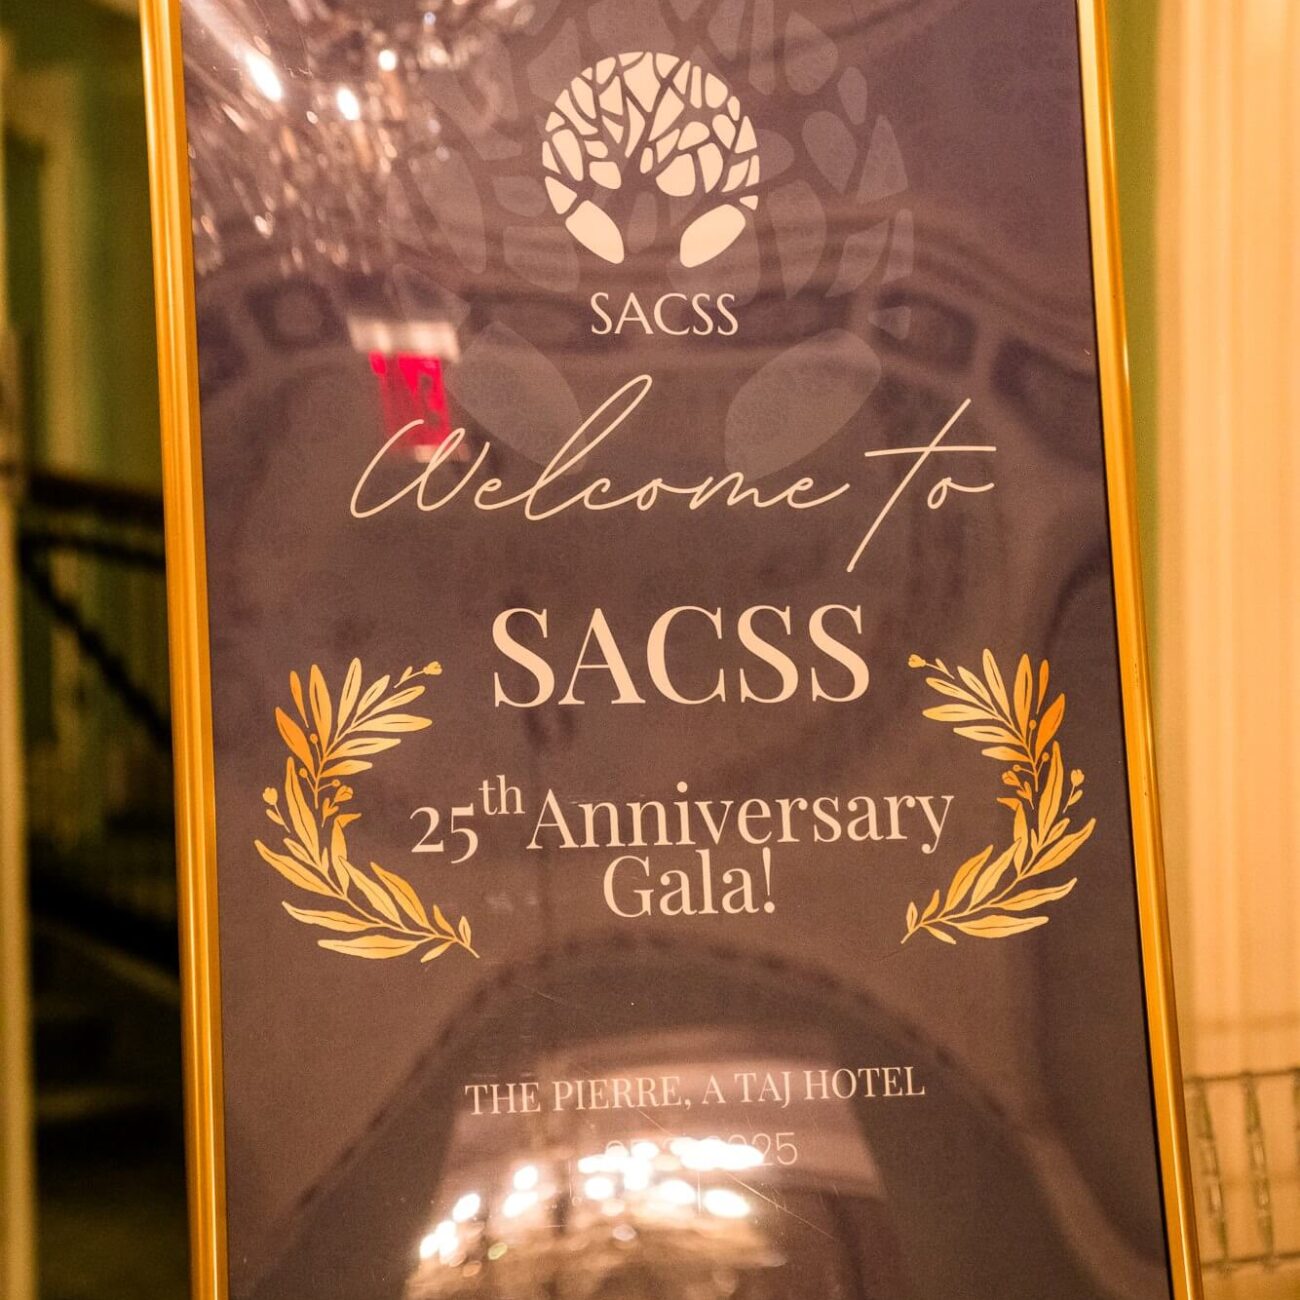 SACSS
Welcome to
SACSS
25th Anniversary
Gala!
THE PIERRE, A TAJ HOTEL